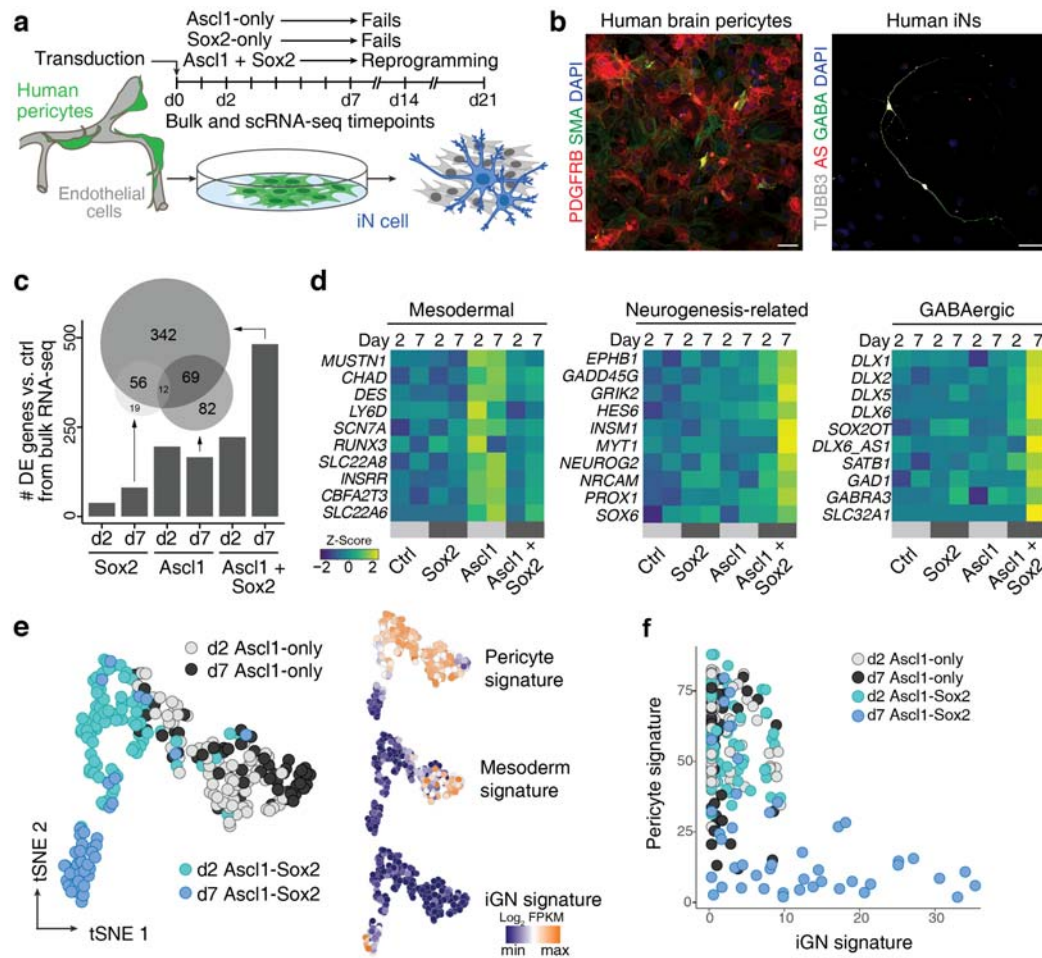 a
Ascl1-only Fails
Sox2-only Fails
Transduction Ascl1 + Sox2 Reprogramming
d0 d2 d7 d14 d21
Human pericytes
Bulk and scRNA-seq timepoints
Endothelial cells
iN cell
b
Human brain pericytes Human iNs
PDGFRB SMA DAPI
TUBB3 AS GABA DAPI
c
# DE genes vs. ctrl
from bulk RNA-seq
500
250
0
342
56 12 69
19 82
d2 d7 d2 d7 d2 d7
Sox2 Ascl1 Ascl1 +
Sox2
d
Mesodermal
Day 2 7 2 7 2 7 2 7
MUSTN1
CHAD
DES
LY6D
SCN7A
RUNX3
SLC22A8
INSRR
CBFA2T3
SLC22A6
Z-Score
−2 0 2
Ctrl Sox2 Ascl1 Ascl1 + Sox2
Neurogenesis-related
Day 2 7 2 7 2 7 2 7
EPHB1
GADD45G
GRIK2
HES6
INSM1
MYT1
NEUROG2
NRCAM
PROX1
SOX6
Ctrl Sox2 Ascl1 Ascl1 + Sox2
GABAergic
Day 2 7 2 7 2 7 2 7
DLX1
DLX2
DLX5
DLX6
SOX2OT
DLX6_AS1
SATB1
GAD1
GABRA3
SLC32A1
Ctrl Sox2 Ascl1 Ascl1 + Sox2
e
d2 Ascl1-only
d7 Ascl1-only
d2 Ascl1-Sox2
d7 Ascl1-Sox2
tSNE 2
tSNE 1
Pericyte
signature
Mesoderm
signature
iGN signature
Log2 FPKM
min max
f
d2 Ascl1-only
d7 Ascl1-only
d2 Ascl1-Sox2
d7 Ascl1-Sox2
Pericyte signature
75
50
25
0
0 10 20 30
iGN signature